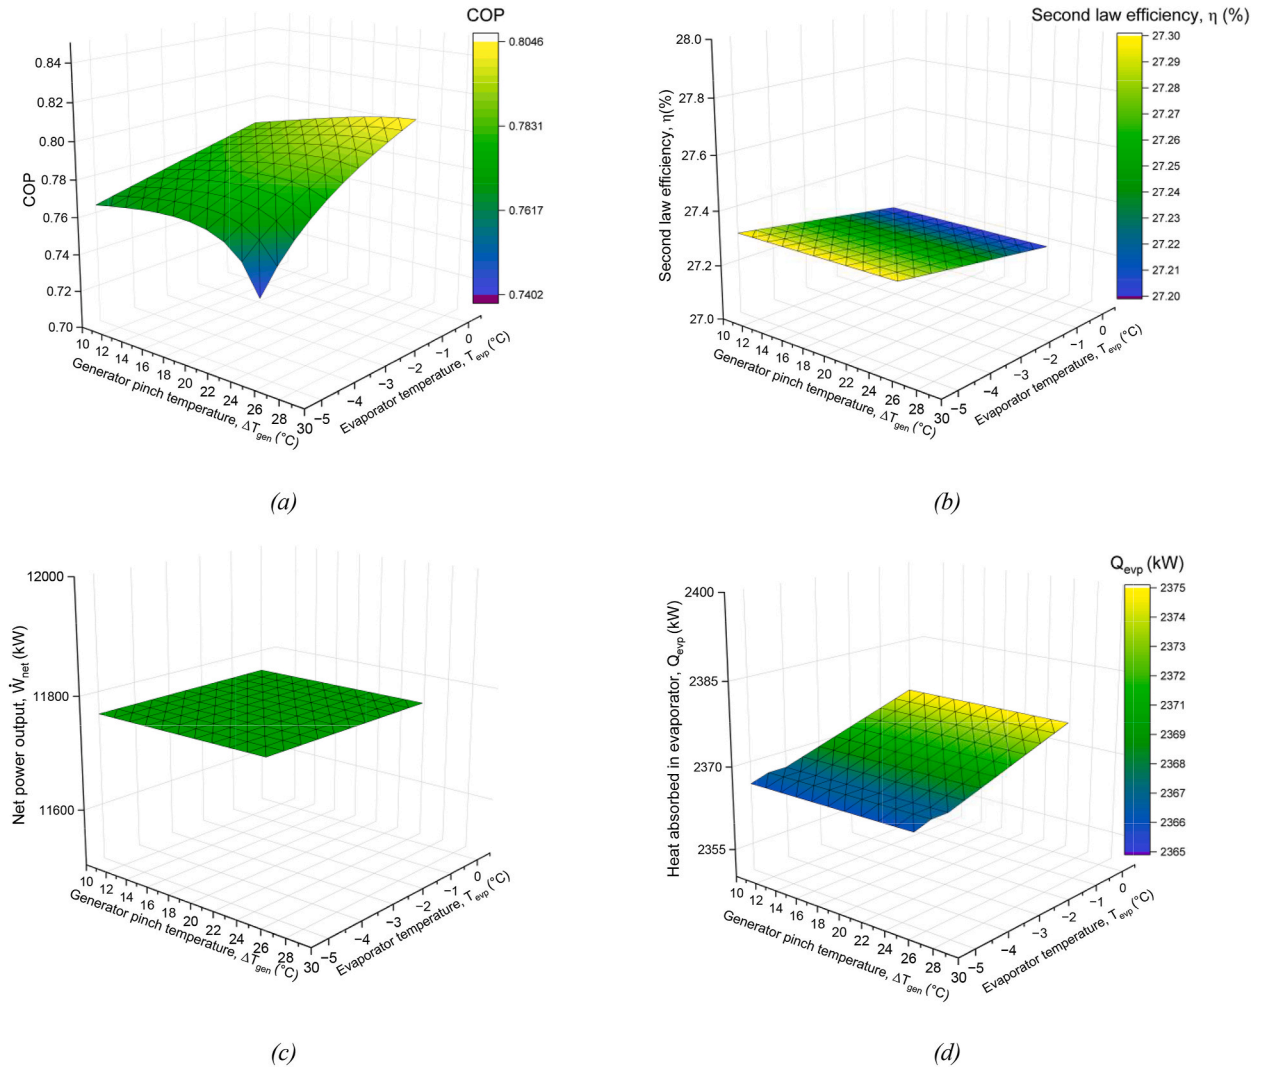 COP
0.8046
0.7831
0.7617
0.7402
0.84
0.82
0.80
0.78
0.76
0.74
0.72
0.70
COP
10 12 14 16 18 20 22 24 26 28 30
Generator pinch temperature, ΔTgen (°C)
−5 −4 −3 −2 −1 0
Evaporator temperature, Tevp (°C)
(a)
Second law efficiency, η (%)
27.30
27.29
27.28
27.27
27.26
27.25
27.24
27.23
27.22
27.21
27.20
28.0
27.8
27.6
27.4
27.2
27.0
Second law efficiency, η(%)
10 12 14 16 18 20 22 24 26 28 30
Generator pinch temperature, ΔTgen (°C)
−5 −4 −3 −2 −1 0
Evaporator temperature, Tevp (°C)
(b)
12000
11800
11600
Net power output, Ẇnet (kW)
10 12 14 16 18 20 22 24 26 28 30
Generator pinch temperature, ΔTgen (°C)
−5 −4 −3 −2 −1 0
Evaporator temperature, Tevp (°C)
(c)
Qevp (kW)
2375
2374
2373
2372
2371
2369
2368
2367
2366
2365
2400
2385
2370
2355
Heat absorbed in evaporator, Qevp (kW)
10 12 14 16 18 20 22 24 26 28 30
Generator pinch temperature, ΔTgen (°C)
−5 −4 −3 −2 −1 0
Evaporator temperature, Tevp (°C)
(d)